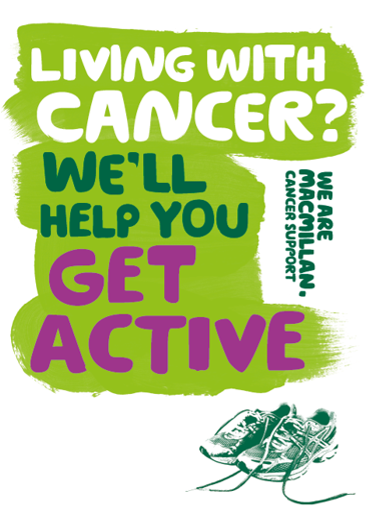 LIVING WITH
CANCER?
WE'LL
HELP YOU
GET
ACTIVE
WE ARE
MACMILLAN.
CANCER SUPPORT